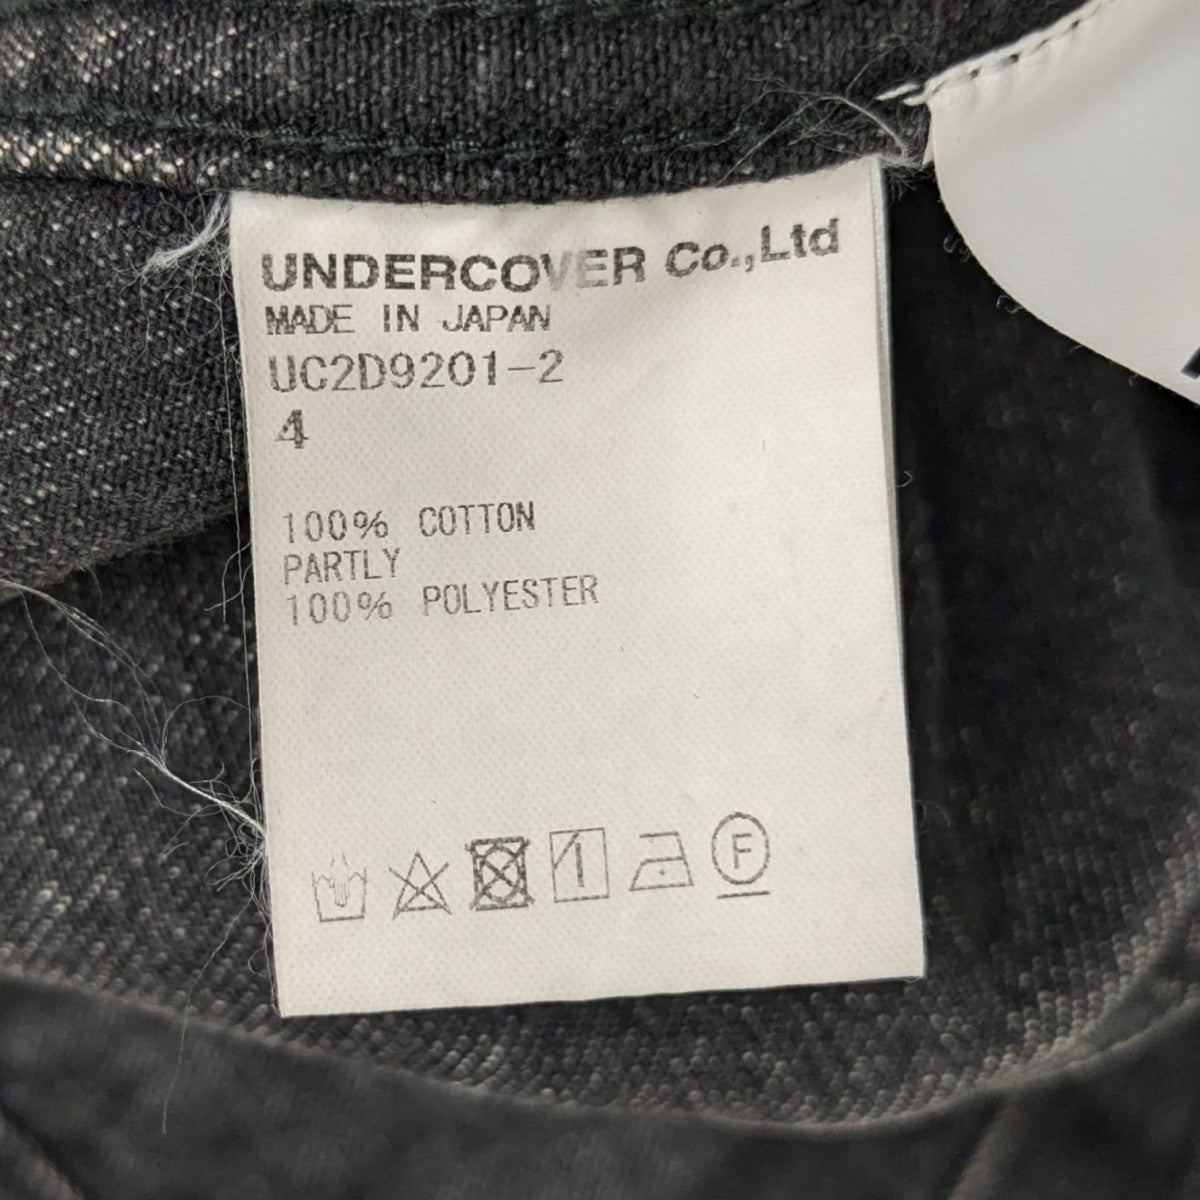 UNDERCOVER Co.,Ltd
MADE IN JAPAN
UC2D9201-2
4
100% COTTON
PARTLY
100% POLYESTER
F